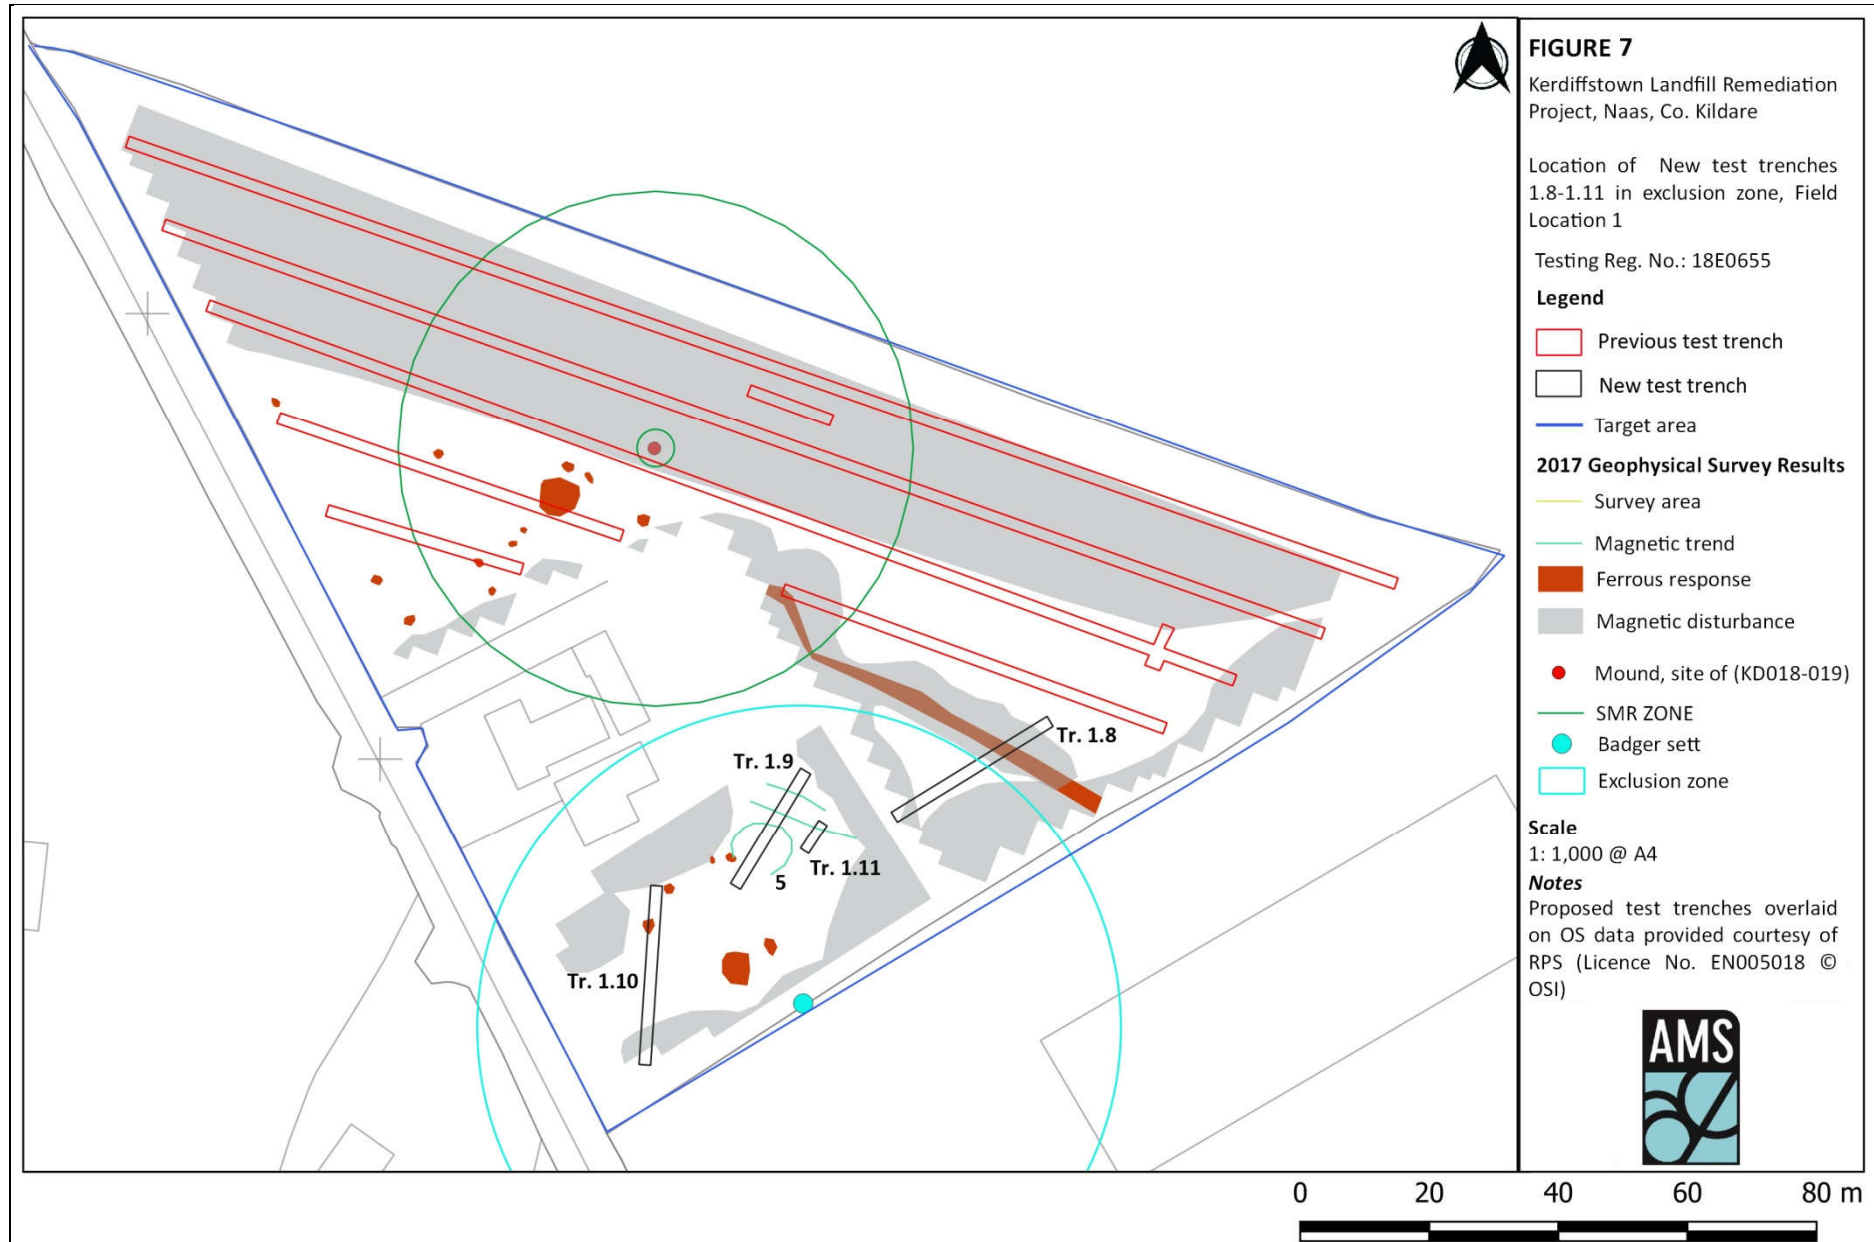 FIGURE 7
Kerdiffstown Landfill Remediation
Project, Naas, Co. Kildare
Location of New test trenches
1.8-1.11 in exclusion zone, Field
Location 1
Testing Reg. No.: 18E0655
Legend
Previous test trench
New test trench
Target area
2017 Geophysical Survey Results
Survey area
Magnetic trend
Ferrous response
Magnetic disturbance
Mound, site of (KD018-019)
SMR ZONE
Badger sett
Exclusion zone
Scale
1: 1,000 @ A4
Notes
Proposed test trenches overlaid
on OS data provided courtesy of
RPS (Licence No. EN005018 ©
OSI)
AMS
Tr. 1.8
Tr. 1.9
Tr. 1.11
5
Tr. 1.10
0 20 40 60 80 m